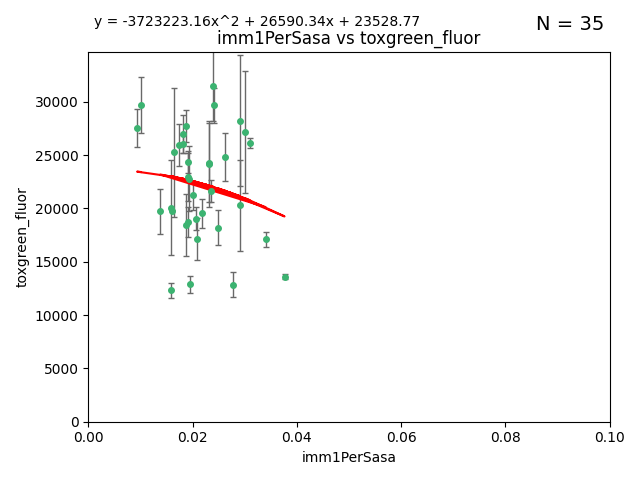 y = -3723223.16x^2 + 26590.34x + 23528.77
N = 35
imm1PerSasa vs toxgreen_fluor
30000
25000
20000
15000
10000
5000
0
toxgreen_fluor
0.00 0.02 0.04 0.06 0.08 0.10
imm1PerSasa